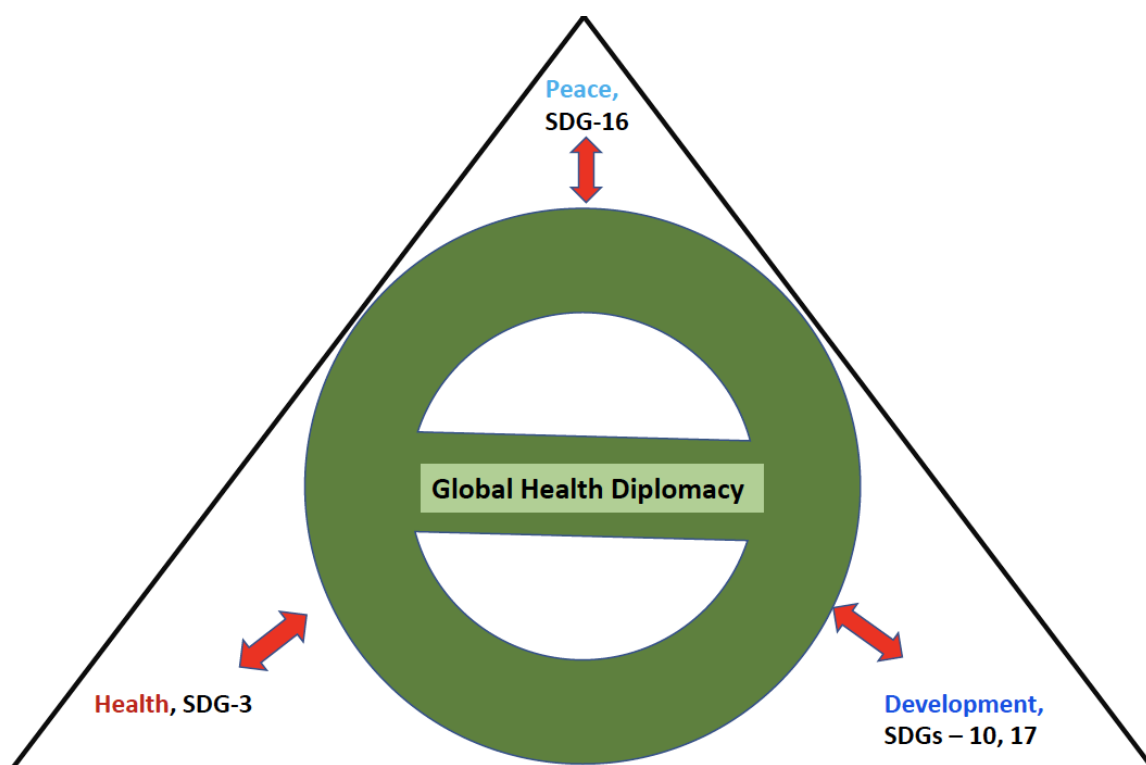 Peace,
SDG-16
Global Health Diplomacy
Health, SDG-3
Development,
SDGs – 10, 17